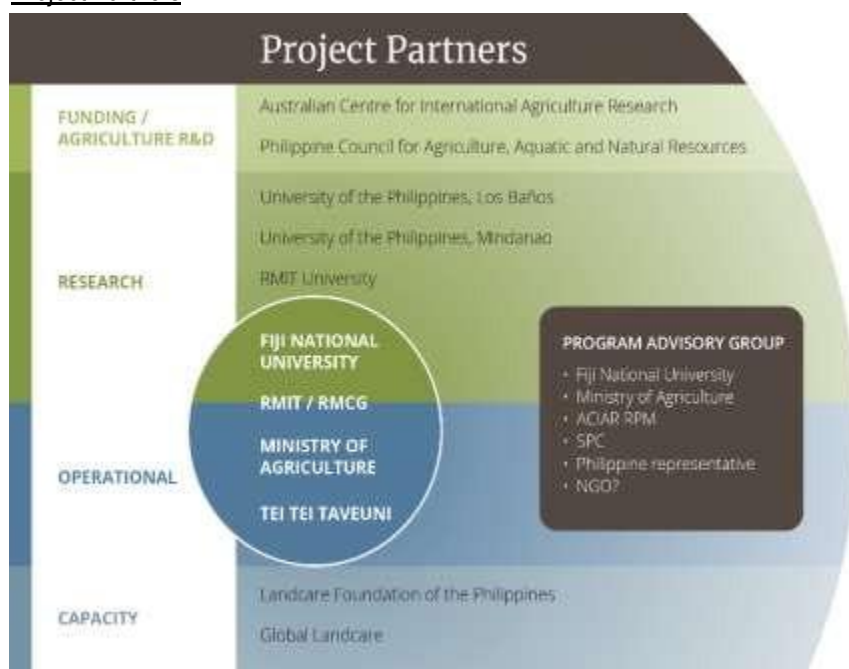 Project Partners
FUNDING /
AGRICULTURE R&D
Australian Centre for International Agriculture Research
Philippine Council for Agriculture, Aquatic and Natural Resources
RESEARCH
University of the Philippines, Los Baños
University of the Philippines, Mindanao
RMIT University
FIJI NATIONAL
UNIVERSITY
RMIT / RMCG
OPERATIONAL
MINISTRY OF
AGRICULTURE
TEI TEI TAVEUNI
PROGRAM ADVISORY GROUP
• Fiji National University
• Ministry of Agriculture
• ACIAR RPM
• SPC
• Philippine representative
• NGO?
CAPACITY
Landcare Foundation of the Philippines
Global Landcare